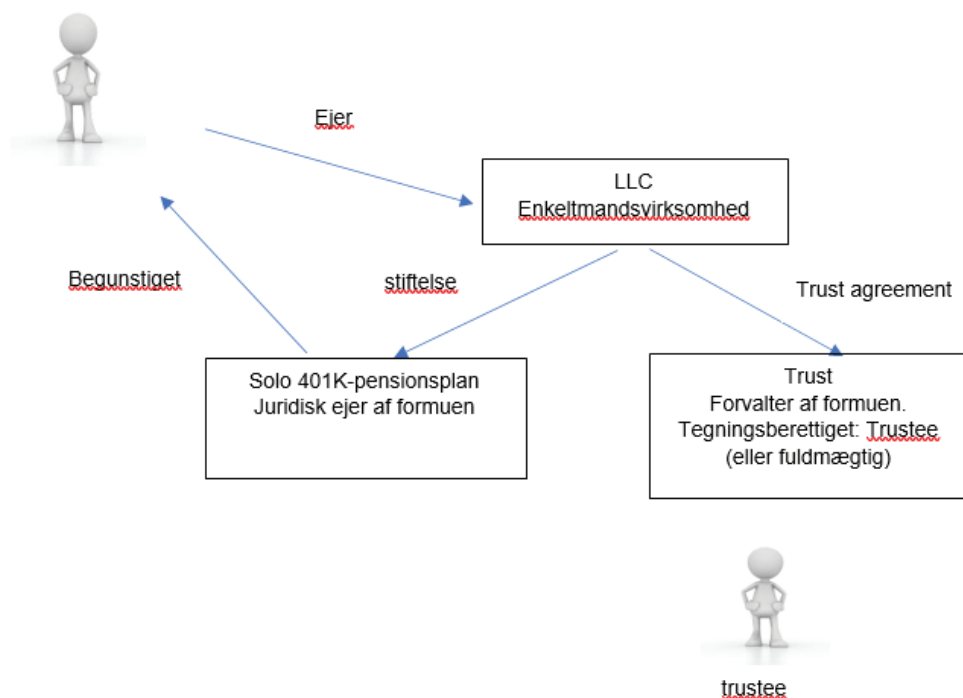 Ejer
LLC
Enkeltmandsvirksomhed
Begunstiget
stiftelse
Trust agreement
Solo 401K-pensionsplan
Juridisk ejer af formuen
Trust
Forvalter af formuen.
Tegningsberettiget: Trustee
(eller fuldmægtig)
trustee